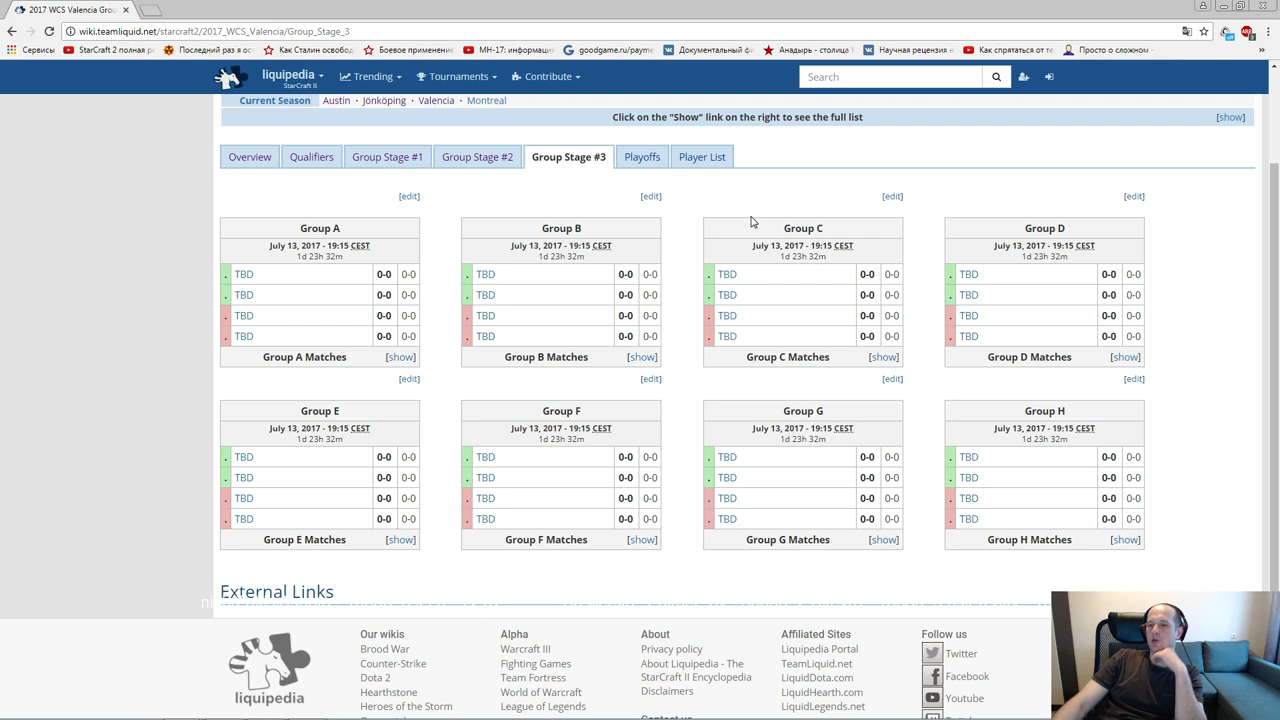 2017 WCS Valencia Grou
wiki.teamliquid.net/starcraft2/2017_WCS_Valencia/Group_Stage_3
Сервисы StarCraft 2 полная р Последний раз я ос Как Сталин освобод Боевое применение МН-17: информаци goodgame.ru/payme Документальный фи Анадырь - столица Научная рецензия н Как спрятаться от те Просто о сложном -
liquipedia StarCraft II Trending Tournaments Contribute Search
Current Season Austin · Jönköping · Valencia · Montreal
Click on the "Show" link on the right to see the full list [show]
Overview Qualifiers Group Stage #1 Group Stage #2 Group Stage #3 Playoffs Player List
[edit] [edit] [edit] [edit]
Group A Group B Group C Group D
July 13, 2017 - 19:15 CEST July 13, 2017 - 19:15 CEST July 13, 2017 - 19:15 CEST July 13, 2017 - 19:15 CEST
1d 23h 32m 1d 23h 32m 1d 23h 32m 1d 23h 32m
. TBD 0-0 0-0 . TBD 0-0 0-0 . TBD 0-0 0-0 . TBD 0-0 0-0
. TBD 0-0 0-0 . TBD 0-0 0-0 . TBD 0-0 0-0 . TBD 0-0 0-0
. TBD 0-0 0-0 . TBD 0-0 0-0 . TBD 0-0 0-0 . TBD 0-0 0-0
. TBD 0-0 0-0 . TBD 0-0 0-0 . TBD 0-0 0-0 . TBD 0-0 0-0
Group A Matches [show] Group B Matches [show] Group C Matches [show] Group D Matches [show]
[edit] [edit] [edit] [edit]
Group E Group F Group G Group H
July 13, 2017 - 19:15 CEST July 13, 2017 - 19:15 CEST July 13, 2017 - 19:15 CEST July 13, 2017 - 19:15 CEST
1d 23h 32m 1d 23h 32m 1d 23h 32m 1d 23h 32m
. TBD 0-0 0-0 . TBD 0-0 0-0 . TBD 0-0 0-0 . TBD 0-0 0-0
. TBD 0-0 0-0 . TBD 0-0 0-0 . TBD 0-0 0-0 . TBD 0-0 0-0
. TBD 0-0 0-0 . TBD 0-0 0-0 . TBD 0-0 0-0 . TBD 0-0 0-0
. TBD 0-0 0-0 . TBD 0-0 0-0 . TBD 0-0 0-0 . TBD 0-0 0-0
Group E Matches [show] Group F Matches [show] Group G Matches [show] Group H Matches [show]
External Links
liquipedia
Our wikis
Brood War
Counter-Strike
Dota 2
Hearthstone
Heroes of the Storm
Alpha
Warcraft III
Fighting Games
Team Fortress
World of Warcraft
League of Legends
About
Privacy policy
About Liquipedia - The
StarCraft II Encyclopedia
Disclaimers
Affiliated Sites
Liquipedia Portal
TeamLiquid.net
LiquidDota.com
LiquidHearth.com
LiquidLegends.net
Follow us
Twitter
Facebook
Youtube